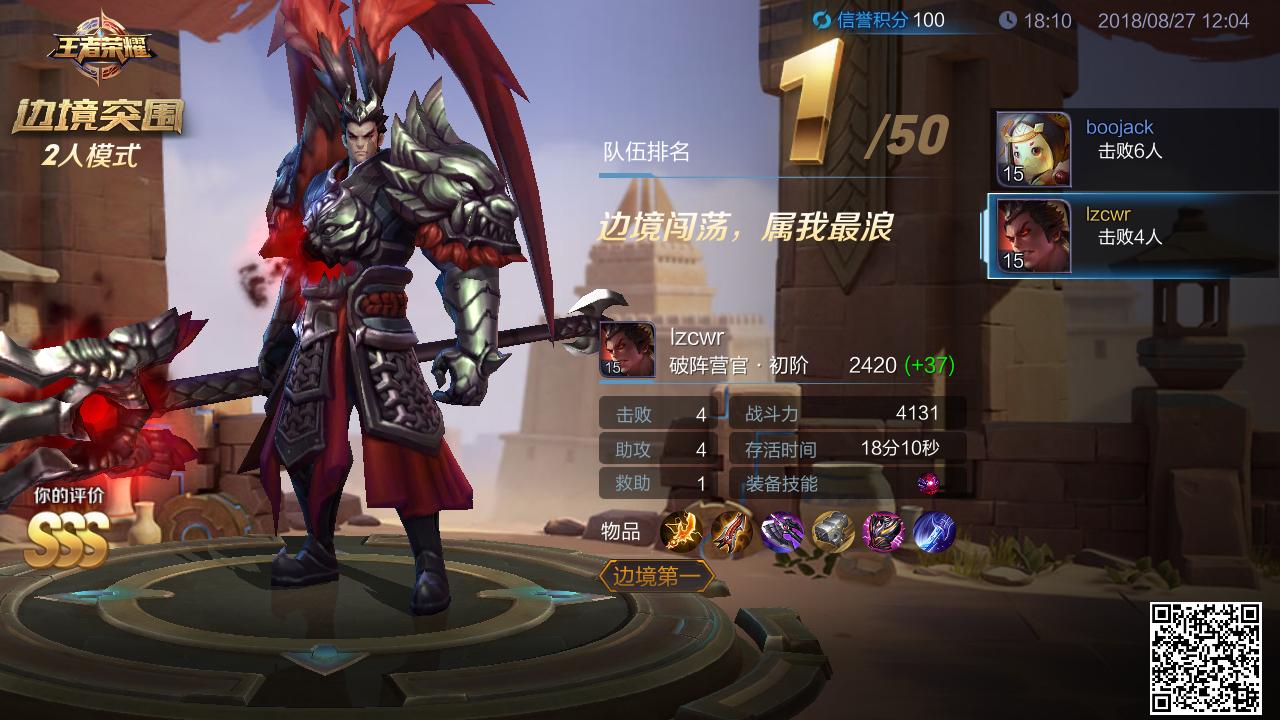 信誉积分 100
18:10
2018/08/27 12:04
王者荣耀
边境突围
2人模式
队伍排名
1/50
边境闯荡，属我最浪
boojack
击败6人
15
lzcwr
击败4人
15
lzcwr
15
破阵营官·初阶 2420 (+37)
击败 4 战斗力 4131
助攻 4 存活时间 18分10秒
救助 1 装备技能
物品
边境第一
你的评价
SSS